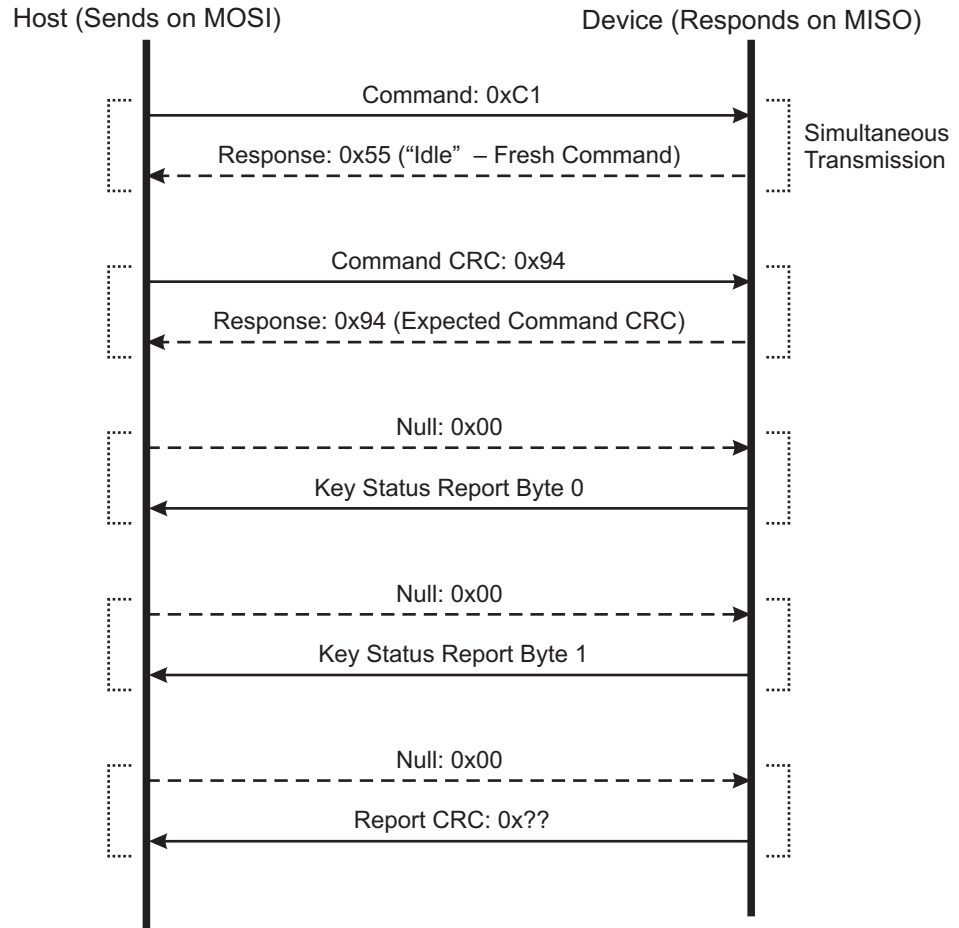 Host (Sends on MOSI)
Device (Responds on MISO)
Command: 0xC1
Response: 0x55 (“Idle” – Fresh Command)
Simultaneous
Transmission
Command CRC: 0x94
Response: 0x94 (Expected Command CRC)
Null: 0x00
Key Status Report Byte 0
Null: 0x00
Key Status Report Byte 1
Null: 0x00
Report CRC: 0x??